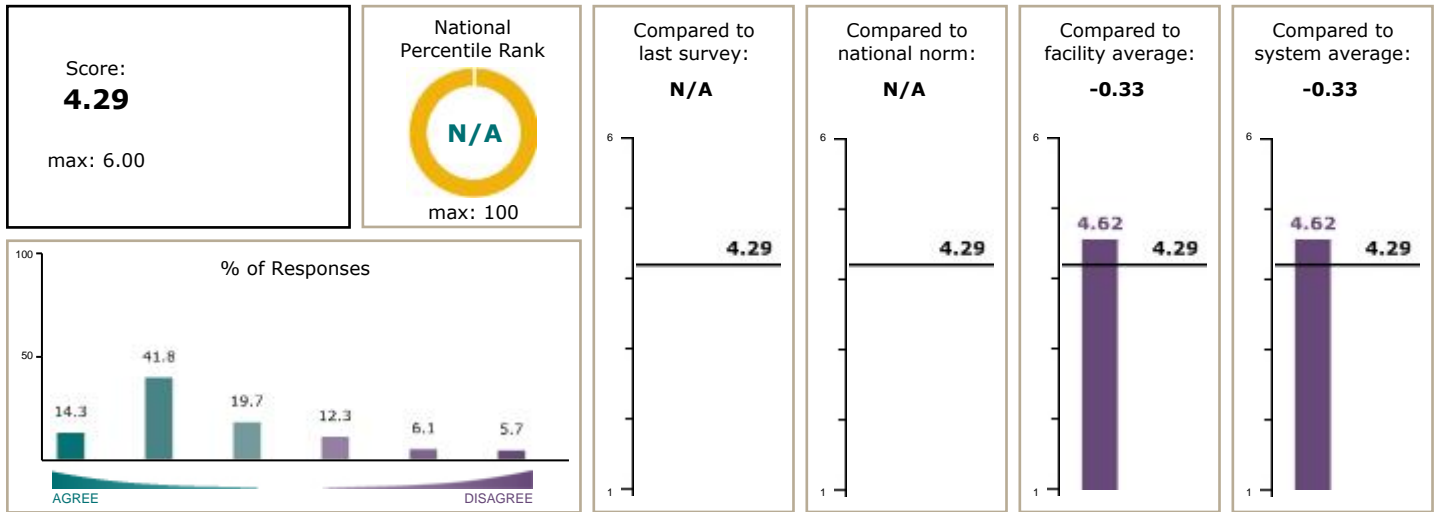 Score:
4.29
max: 6.00
National
Percentile Rank
N/A
max: 100
% of Responses
100
50
14.3
41.8
19.7
12.3
6.1
5.7
AGREE
DISAGREE
Compared to
last survey:
N/A
6
4.29
1
Compared to
national norm:
N/A
6
4.29
1
Compared to
facility average:
-0.33
6
4.62
4.29
1
Compared to
system average:
-0.33
6
4.62
4.29
1